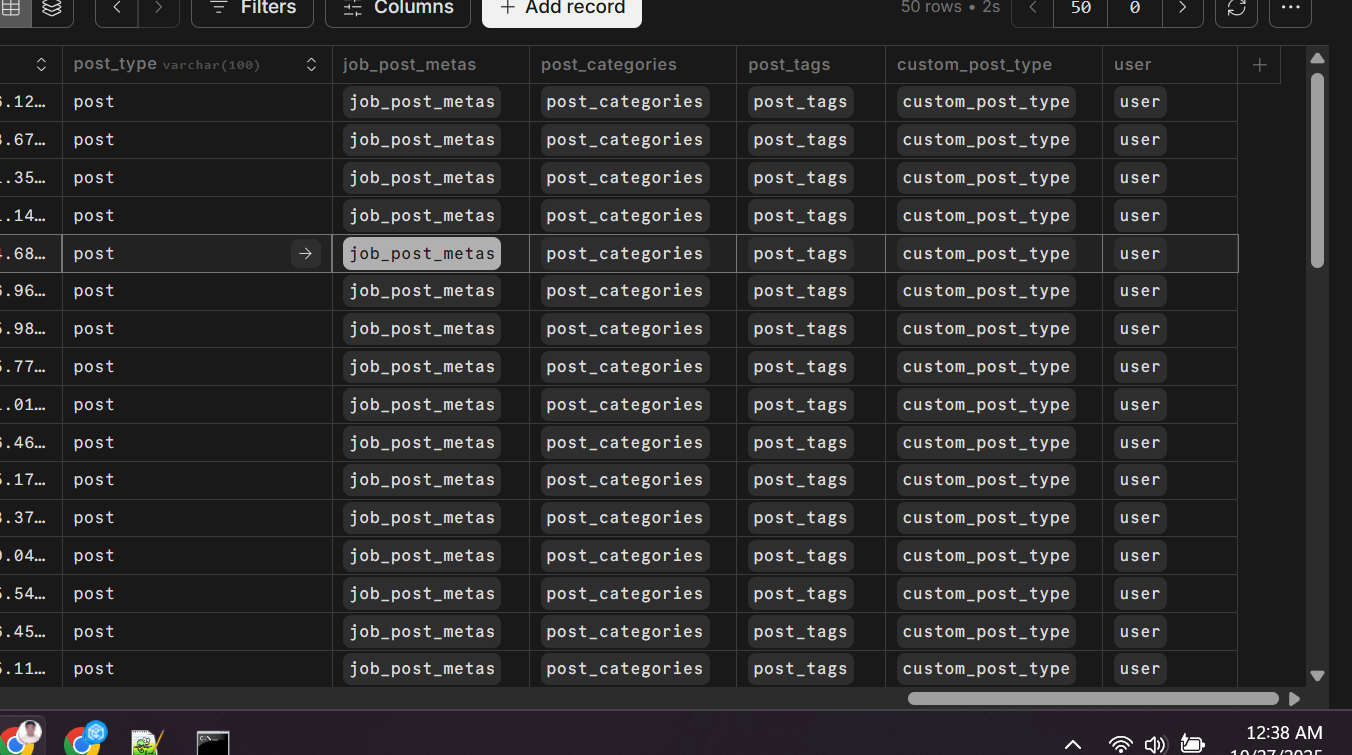 Filters Columns + Add record 50 rows • 2s 50 0
post_type varchar(100) job_post_metas post_categories post_tags custom_post_type user
.12… post job_post_metas post_categories post_tags custom_post_type user
.67… post job_post_metas post_categories post_tags custom_post_type user
.35… post job_post_metas post_categories post_tags custom_post_type user
.14… post job_post_metas post_categories post_tags custom_post_type user
.68… post job_post_metas post_categories post_tags custom_post_type user
.96… post job_post_metas post_categories post_tags custom_post_type user
.98… post job_post_metas post_categories post_tags custom_post_type user
.77… post job_post_metas post_categories post_tags custom_post_type user
.01… post job_post_metas post_categories post_tags custom_post_type user
.46… post job_post_metas post_categories post_tags custom_post_type user
.17… post job_post_metas post_categories post_tags custom_post_type user
.37… post job_post_metas post_categories post_tags custom_post_type user
.04… post job_post_metas post_categories post_tags custom_post_type user
.54… post job_post_metas post_categories post_tags custom_post_type user
.45… post job_post_metas post_categories post_tags custom_post_type user
.11… post job_post_metas post_categories post_tags custom_post_type user
12:38 AM
10/27/2025